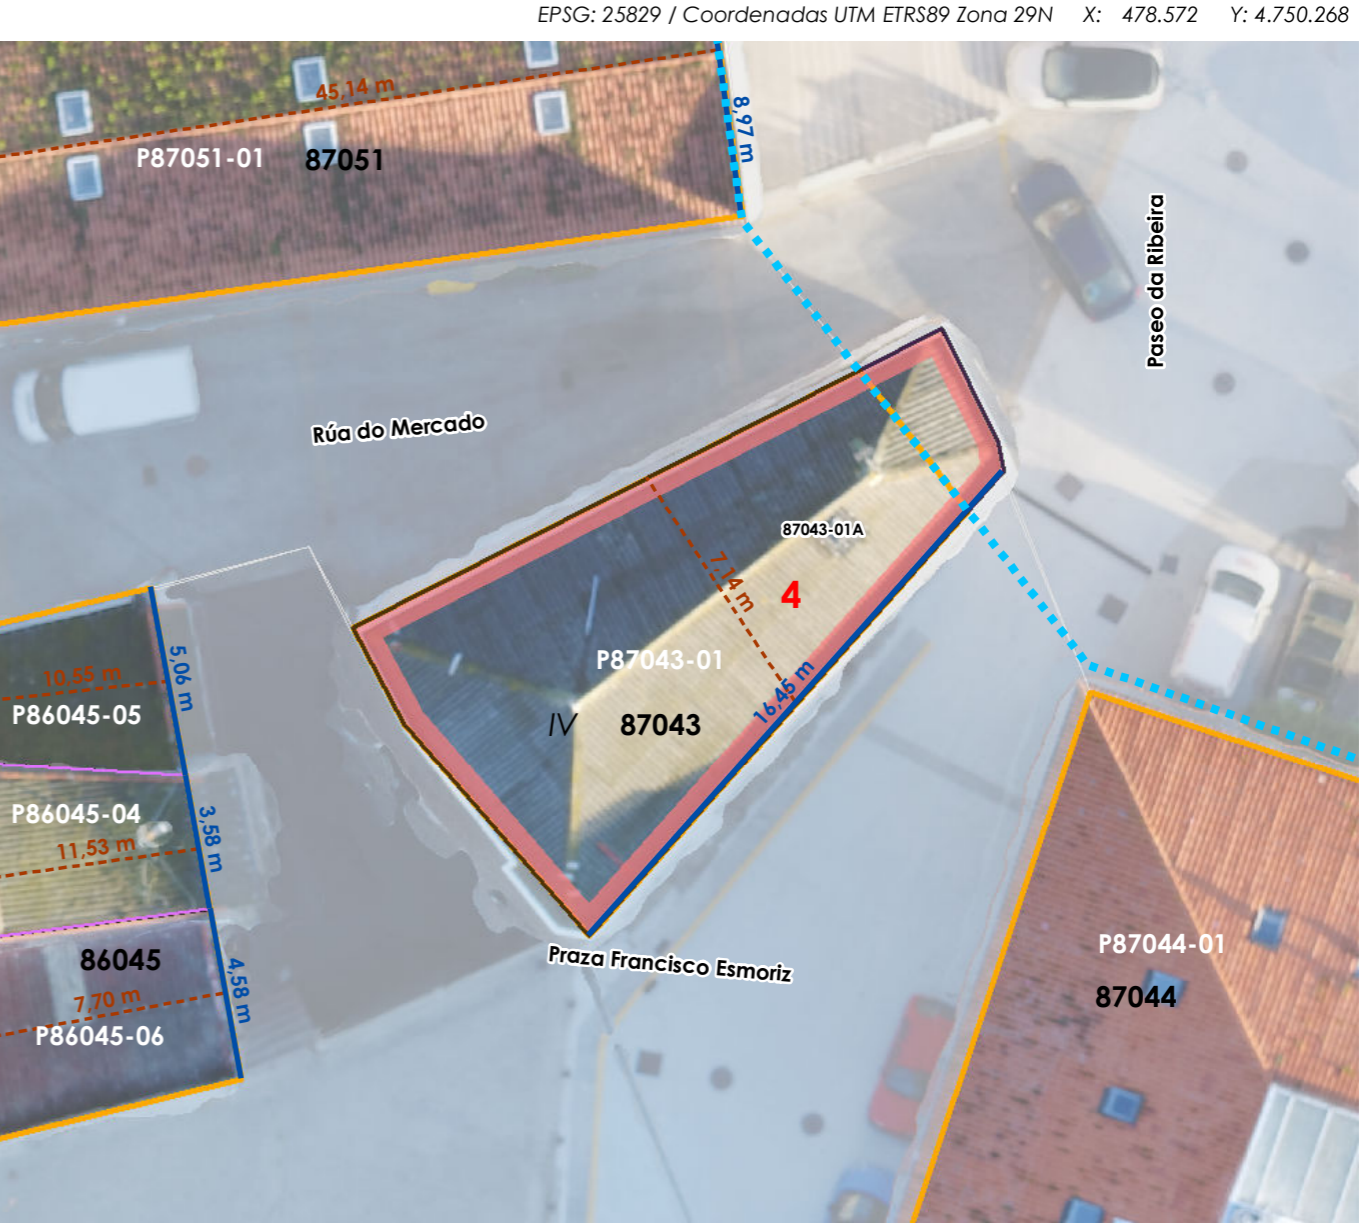 EPSG: 25829 / Coordenadas UTM ETRS89 Zona 29N X: 478.572 Y: 4.750.268
45,14 m
8,97 m
P87051-01 87051
Paseo da Ribeira
Rúa do Mercado
87043-01A
7,14 m
4
P87043-01
16,45 m
IV 87043
5,06 m
10,55 m
P86045-05
P86045-04
3,58 m
11,53 m
86045
Praza Francisco Esmoriz
4,58 m
7,70 m
P86045-06
P87044-01
87044